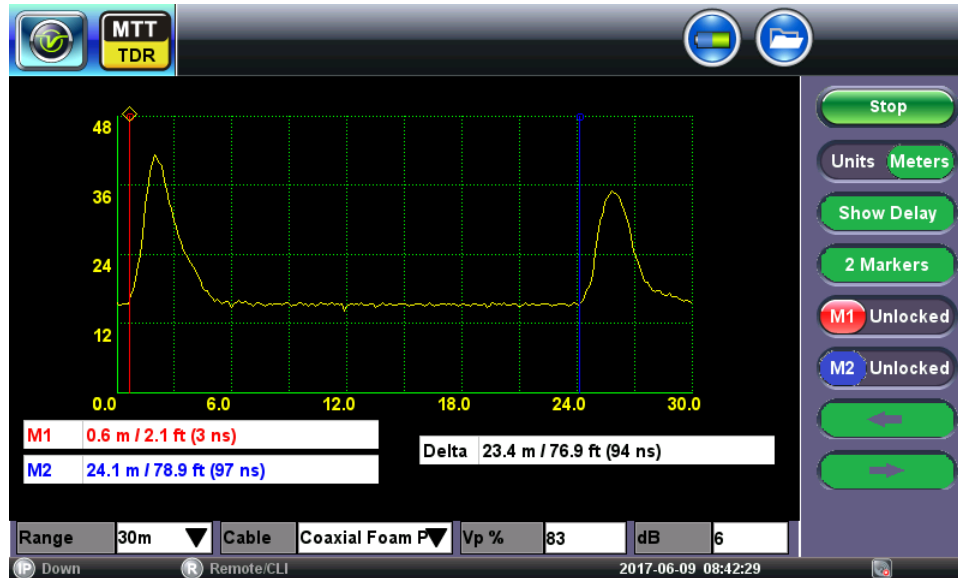 MTT
TDR
Stop
Units Meters
Show Delay
2 Markers
M1 Unlocked
M2 Unlocked
48
36
24
12
0.0 6.0 12.0 18.0 24.0 30.0
M1 0.6 m / 2.1 ft (3 ns)
M2 24.1 m / 78.9 ft (97 ns)
Delta 23.4 m / 76.9 ft (94 ns)
Range 30m Cable Coaxial Foam P Vp % 83 dB 6
IP Down R Remote/CLI 2017-06-09 08:42:29